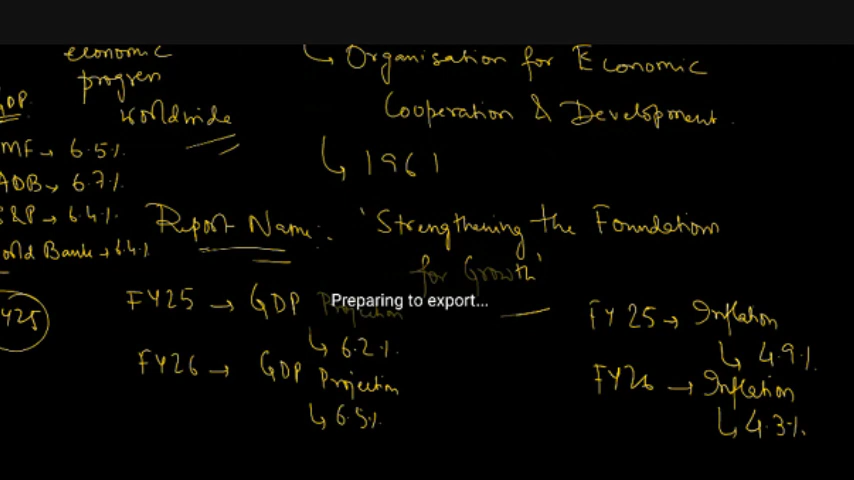 economic
progress
worldwide
GDP
MF → 6.5%
ADB → 6.7%
S&P → 6.4%
orld Bank → 6.4%
Y25
↳ Organisation for Economic
Cooperation & Development.
↳ 1961
Report Name:- 'Strengthening the Foundations
for Growth'
FY25 → GDP Projection
↳ 6.2%.
FY26 → GDP Projection
↳ 6.5%
Preparing to export...
FY25 → Inflation
↳ 4.9%.
FY26 → Inflation
↳ 4.3%.